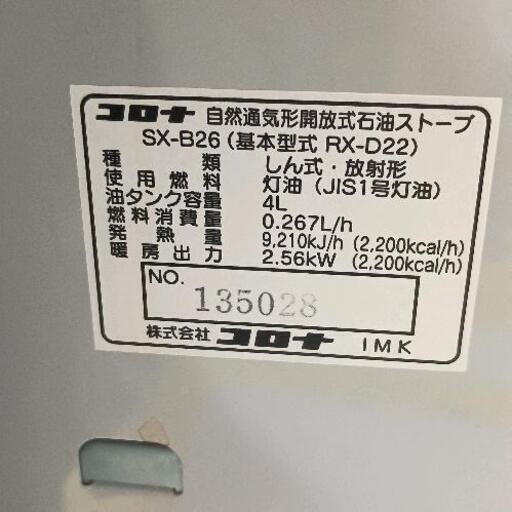 コロナ 自然通気形開放式石油ストーブ
SX-B26 (基本型式 RX-D22)
種類 しん式・放射形
使用燃料 灯油 (JIS1号灯油)
油タンク容量 4L
燃料消費量 0.267L/h
発熱量 9,210kJ/h (2,200kcal/h)
暖房出力 2.56kW (2,200kcal/h)
NO.
135028
株式会社 コロナ IMK